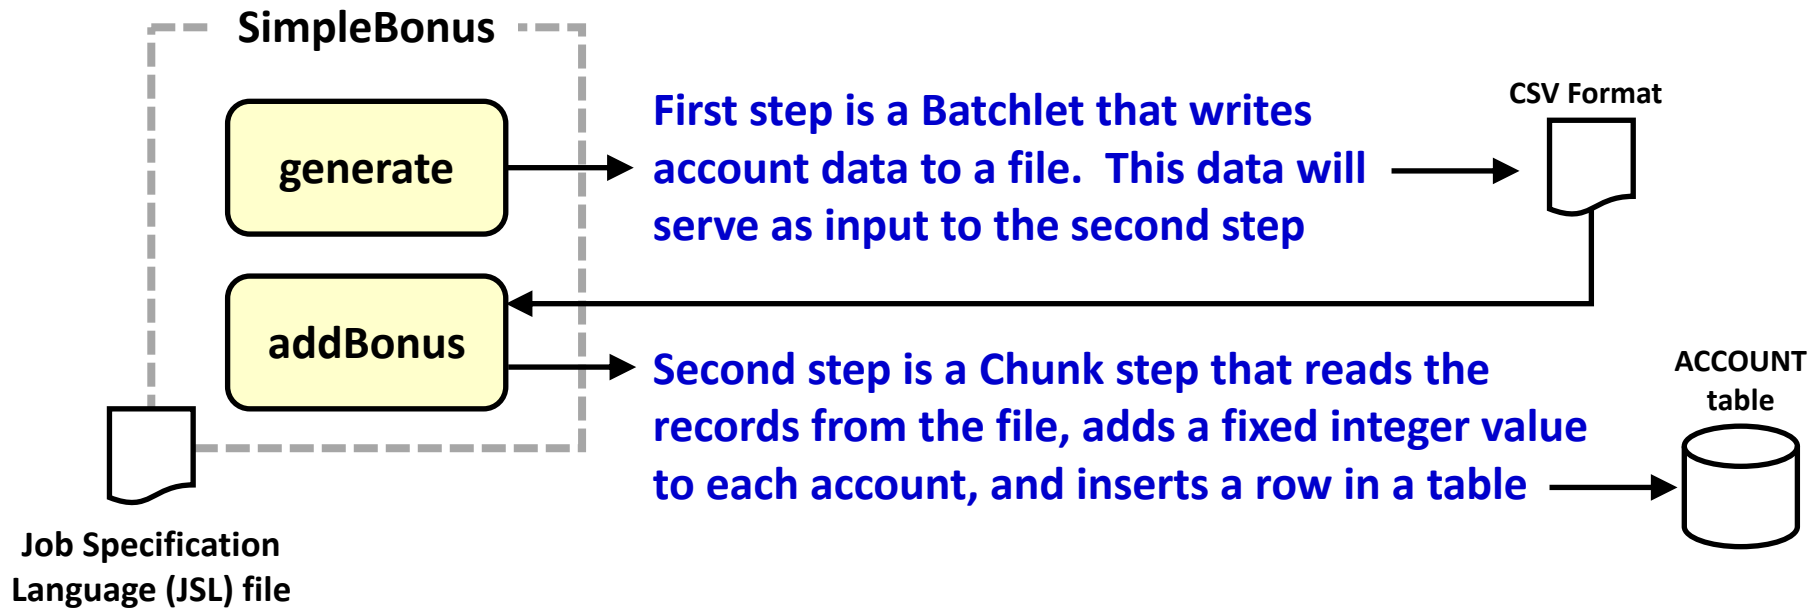 SimpleBonus
generate
First step is a Batchlet that writes
account data to a file.  This data will
serve as input to the second step
CSV Format
addBonus
Second step is a Chunk step that reads the
records from the file, adds a fixed integer value
to each account, and inserts a row in a table
ACCOUNT
table
Job Specification
Language (JSL) file